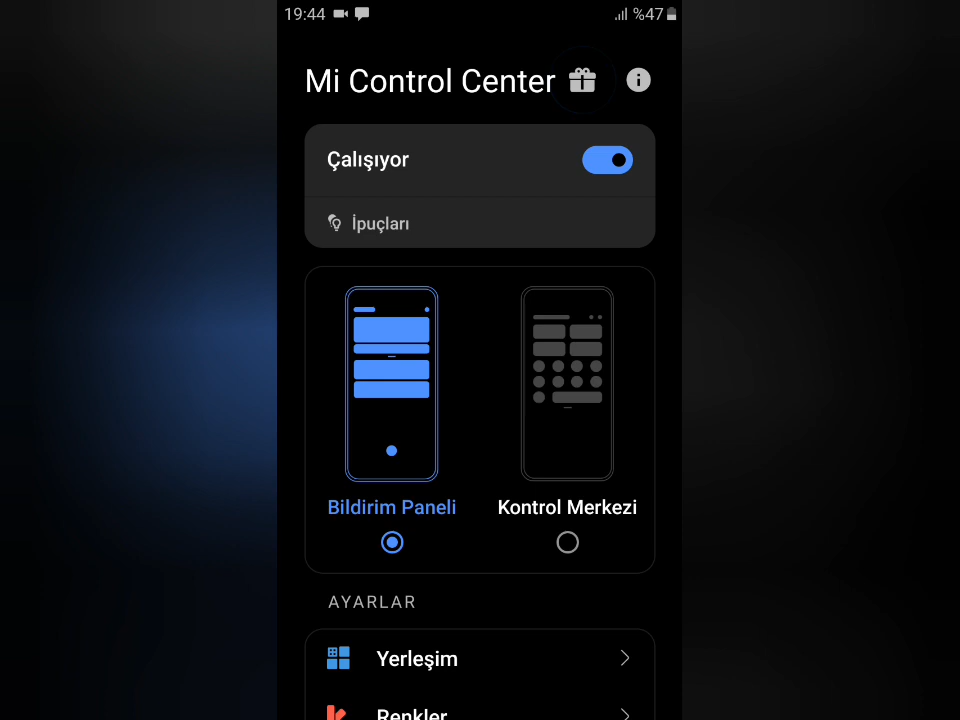 19:44 %47
Mi Control Center
Çalışıyor
İpuçları
Bildirim Paneli Kontrol Merkezi
AYARLAR
Yerleşim
Renkler